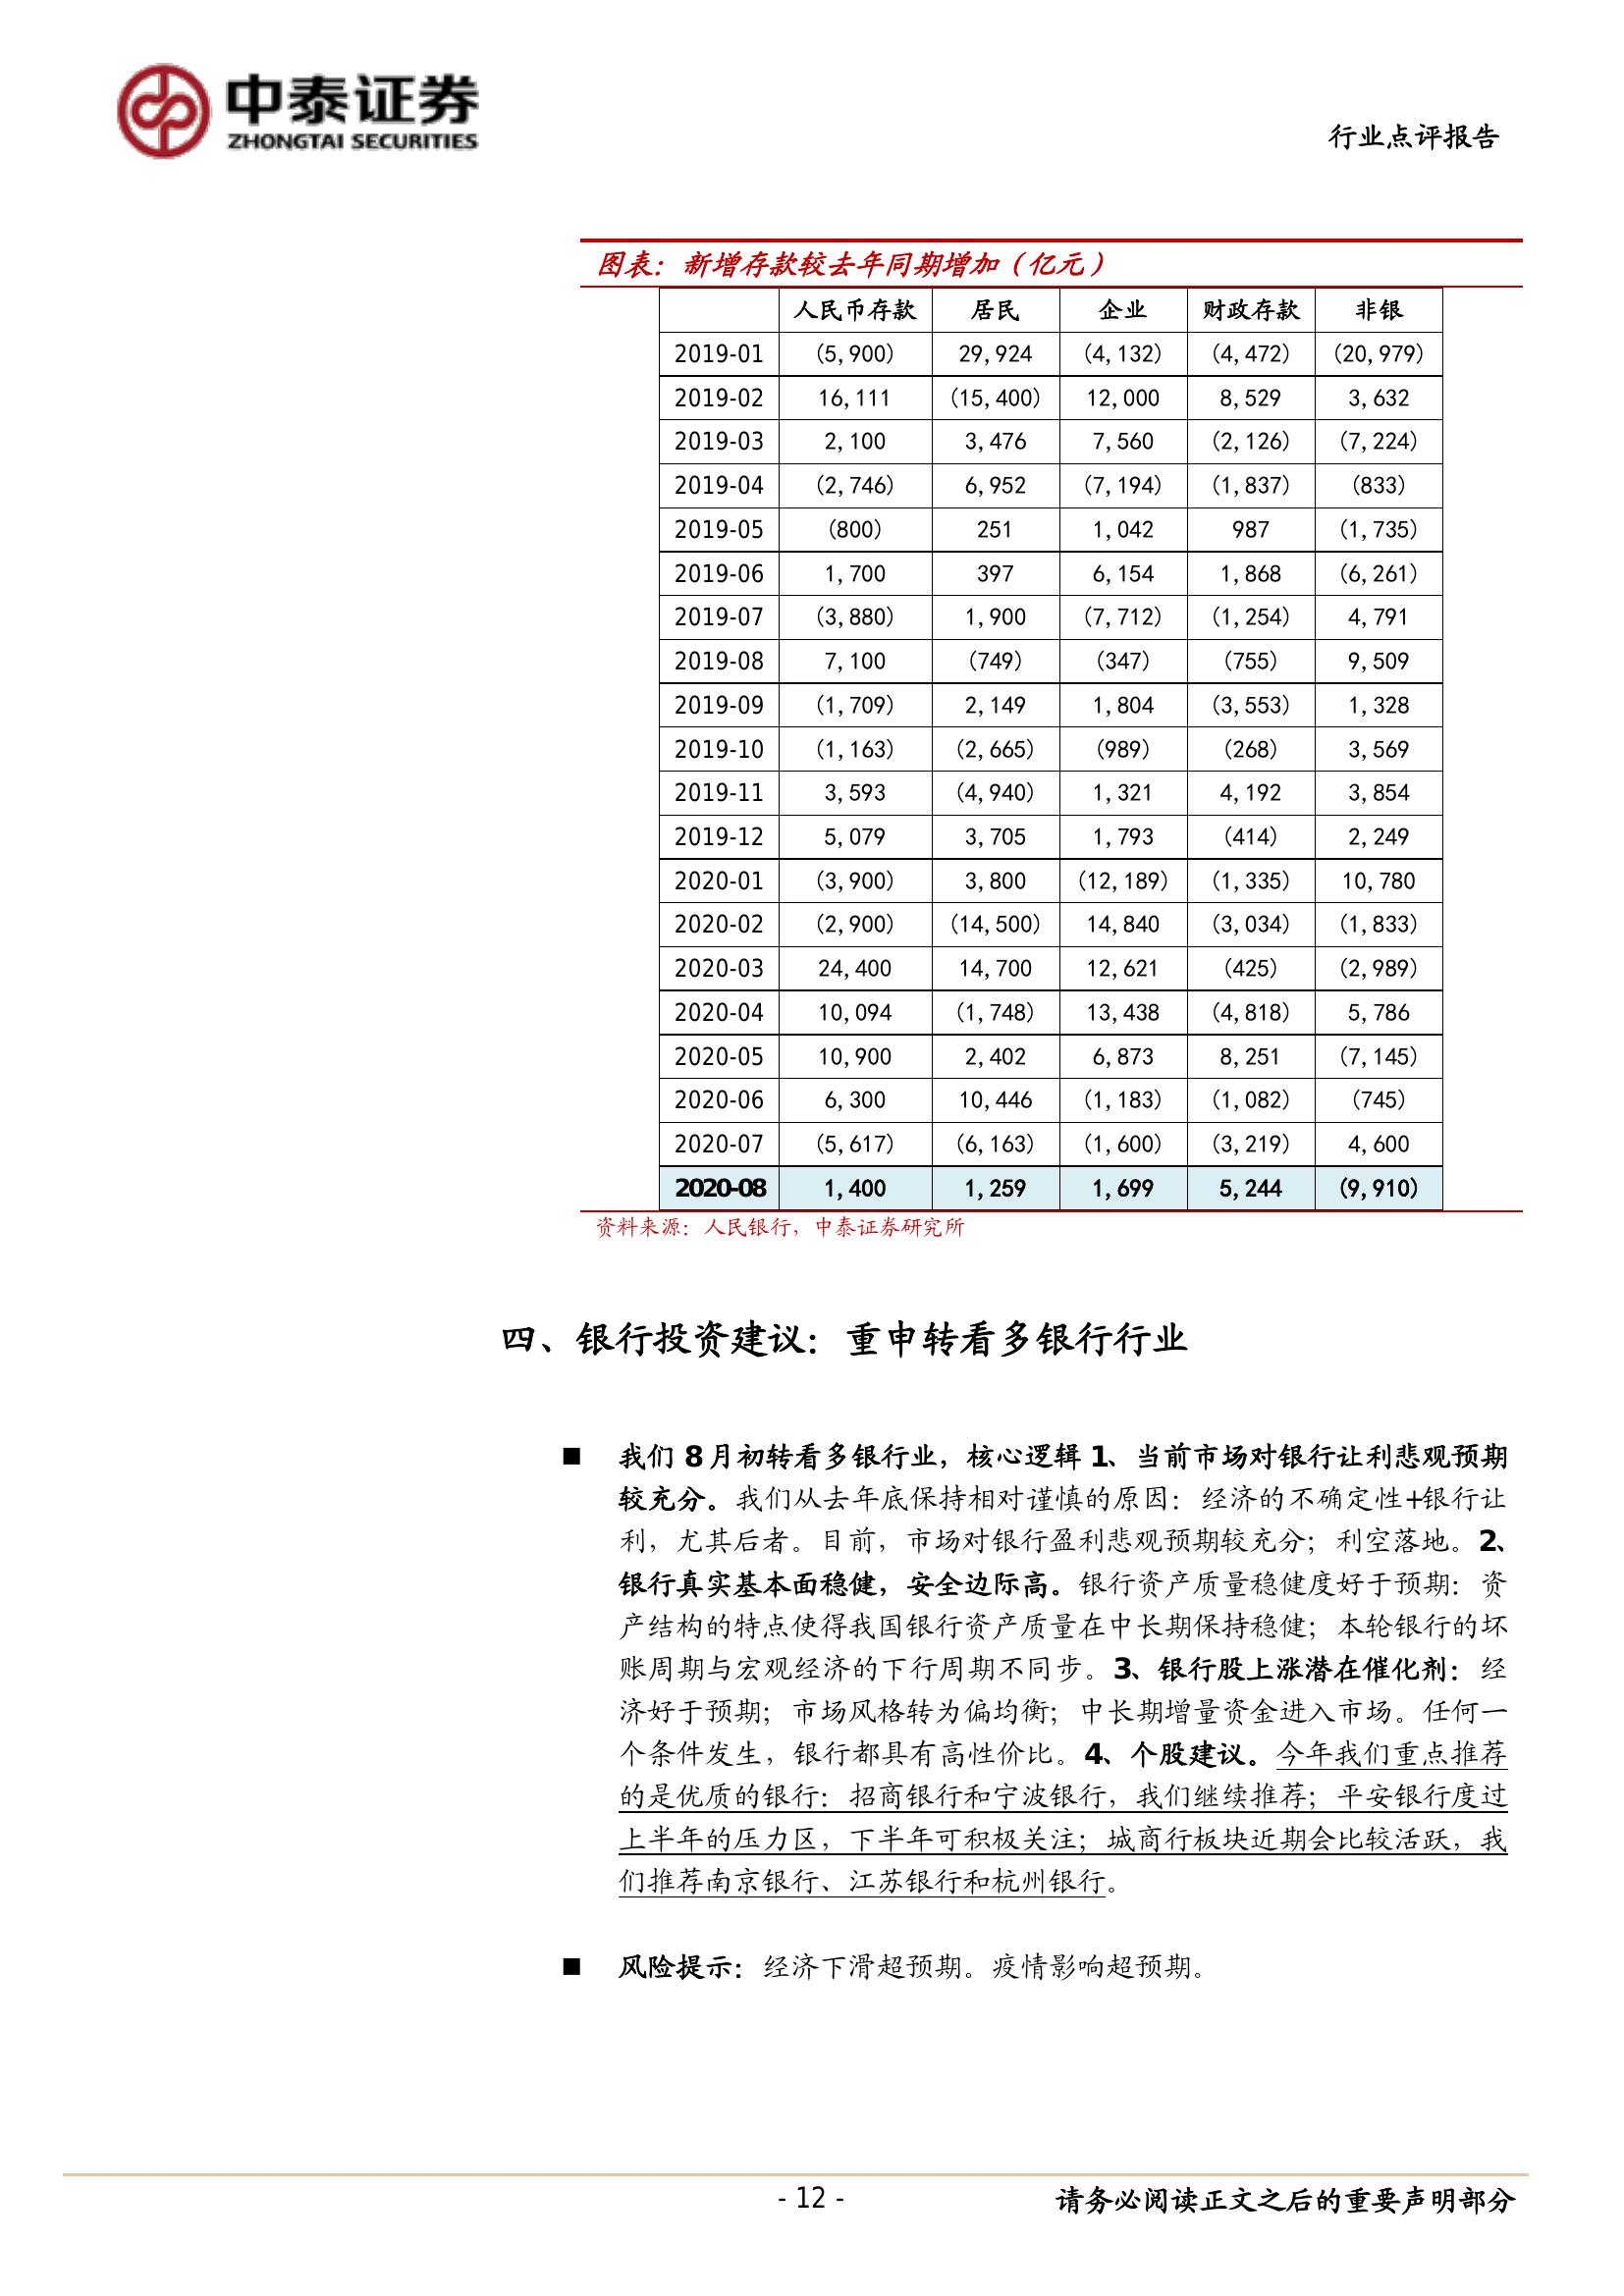 中泰证券
ZHONGTAI SECURITIES
行业点评报告
图表：新增存款较去年同期增加（亿元）
人民币存款 居民 企业 财政存款 非银
2019-01 (5,900) 29,924 (4,132) (4,472) (20,979)
2019-02 16,111 (15,400) 12,000 8,529 3,632
2019-03 2,100 3,476 7,560 (2,126) (7,224)
2019-04 (2,746) 6,952 (7,194) (1,837) (833)
2019-05 (800) 251 1,042 987 (1,735)
2019-06 1,700 397 6,154 1,868 (6,261)
2019-07 (3,880) 1,900 (7,712) (1,254) 4,791
2019-08 7,100 (749) (347) (755) 9,509
2019-09 (1,709) 2,149 1,804 (3,553) 1,328
2019-10 (1,163) (2,665) (989) (268) 3,569
2019-11 3,593 (4,940) 1,321 4,192 3,854
2019-12 5,079 3,705 1,793 (414) 2,249
2020-01 (3,900) 3,800 (12,189) (1,335) 10,780
2020-02 (2,900) (14,500) 14,840 (3,034) (1,833)
2020-03 24,400 14,700 12,621 (425) (2,989)
2020-04 10,094 (1,748) 13,438 (4,818) 5,786
2020-05 10,900 2,402 6,873 8,251 (7,145)
2020-06 6,300 10,446 (1,183) (1,082) (745)
2020-07 (5,617) (6,163) (1,600) (3,219) 4,600
2020-08 1,400 1,259 1,699 5,244 (9,910)
资料来源：人民银行，中泰证券研究所
四、银行投资建议：重申转看多银行行业
■ 我们 8 月初转看多银行业，核心逻辑 1、当前市场对银行让利悲观预期
较充分。我们从去年底保持相对谨慎的原因：经济的不确定性+银行让
利，尤其后者。目前，市场对银行盈利悲观预期较充分；利空落地。2、
银行真实基本面稳健，安全边际高。银行资产质量稳健度好于预期：资
产结构的特点使得我国银行资产质量在中长期保持稳健；本轮银行的坏
账周期与宏观经济的下行周期不同步。3、银行股上涨潜在催化剂：经
济好于预期；市场风格转为偏均衡；中长期增量资金进入市场。任何一
个条件发生，银行都具有高性价比。4、个股建议。今年我们重点推荐
的是优质的银行：招商银行和宁波银行，我们继续推荐；平安银行度过
上半年的压力区，下半年可积极关注；城商行板块近期会比较活跃，我
们推荐南京银行、江苏银行和杭州银行。
■ 风险提示：经济下滑超预期。疫情影响超预期。
- 12 -
请务必阅读正文之后的重要声明部分